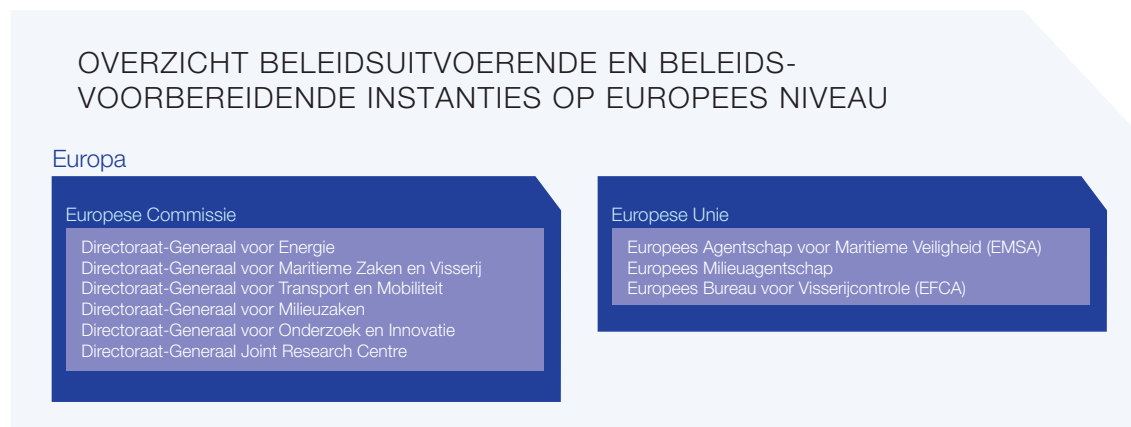 OVERZICHT BELEIDSUITVOERENDE EN BELEIDS-
VOORBEREIDENDE INSTANTIES OP EUROPEES NIVEAU
Europa
Europese Commissie
Directoraat-Generaal voor Energie
Directoraat-Generaal voor Maritieme Zaken en Visserij
Directoraat-Generaal voor Transport en Mobiliteit
Directoraat-Generaal voor Milieuzaken
Directoraat-Generaal voor Onderzoek en Innovatie
Directoraat-Generaal Joint Research Centre
Europese Unie
Europees Agentschap voor Maritieme Veiligheid (EMSA)
Europees Milieuagentschap
Europees Bureau voor Visserijcontrole (EFCA)